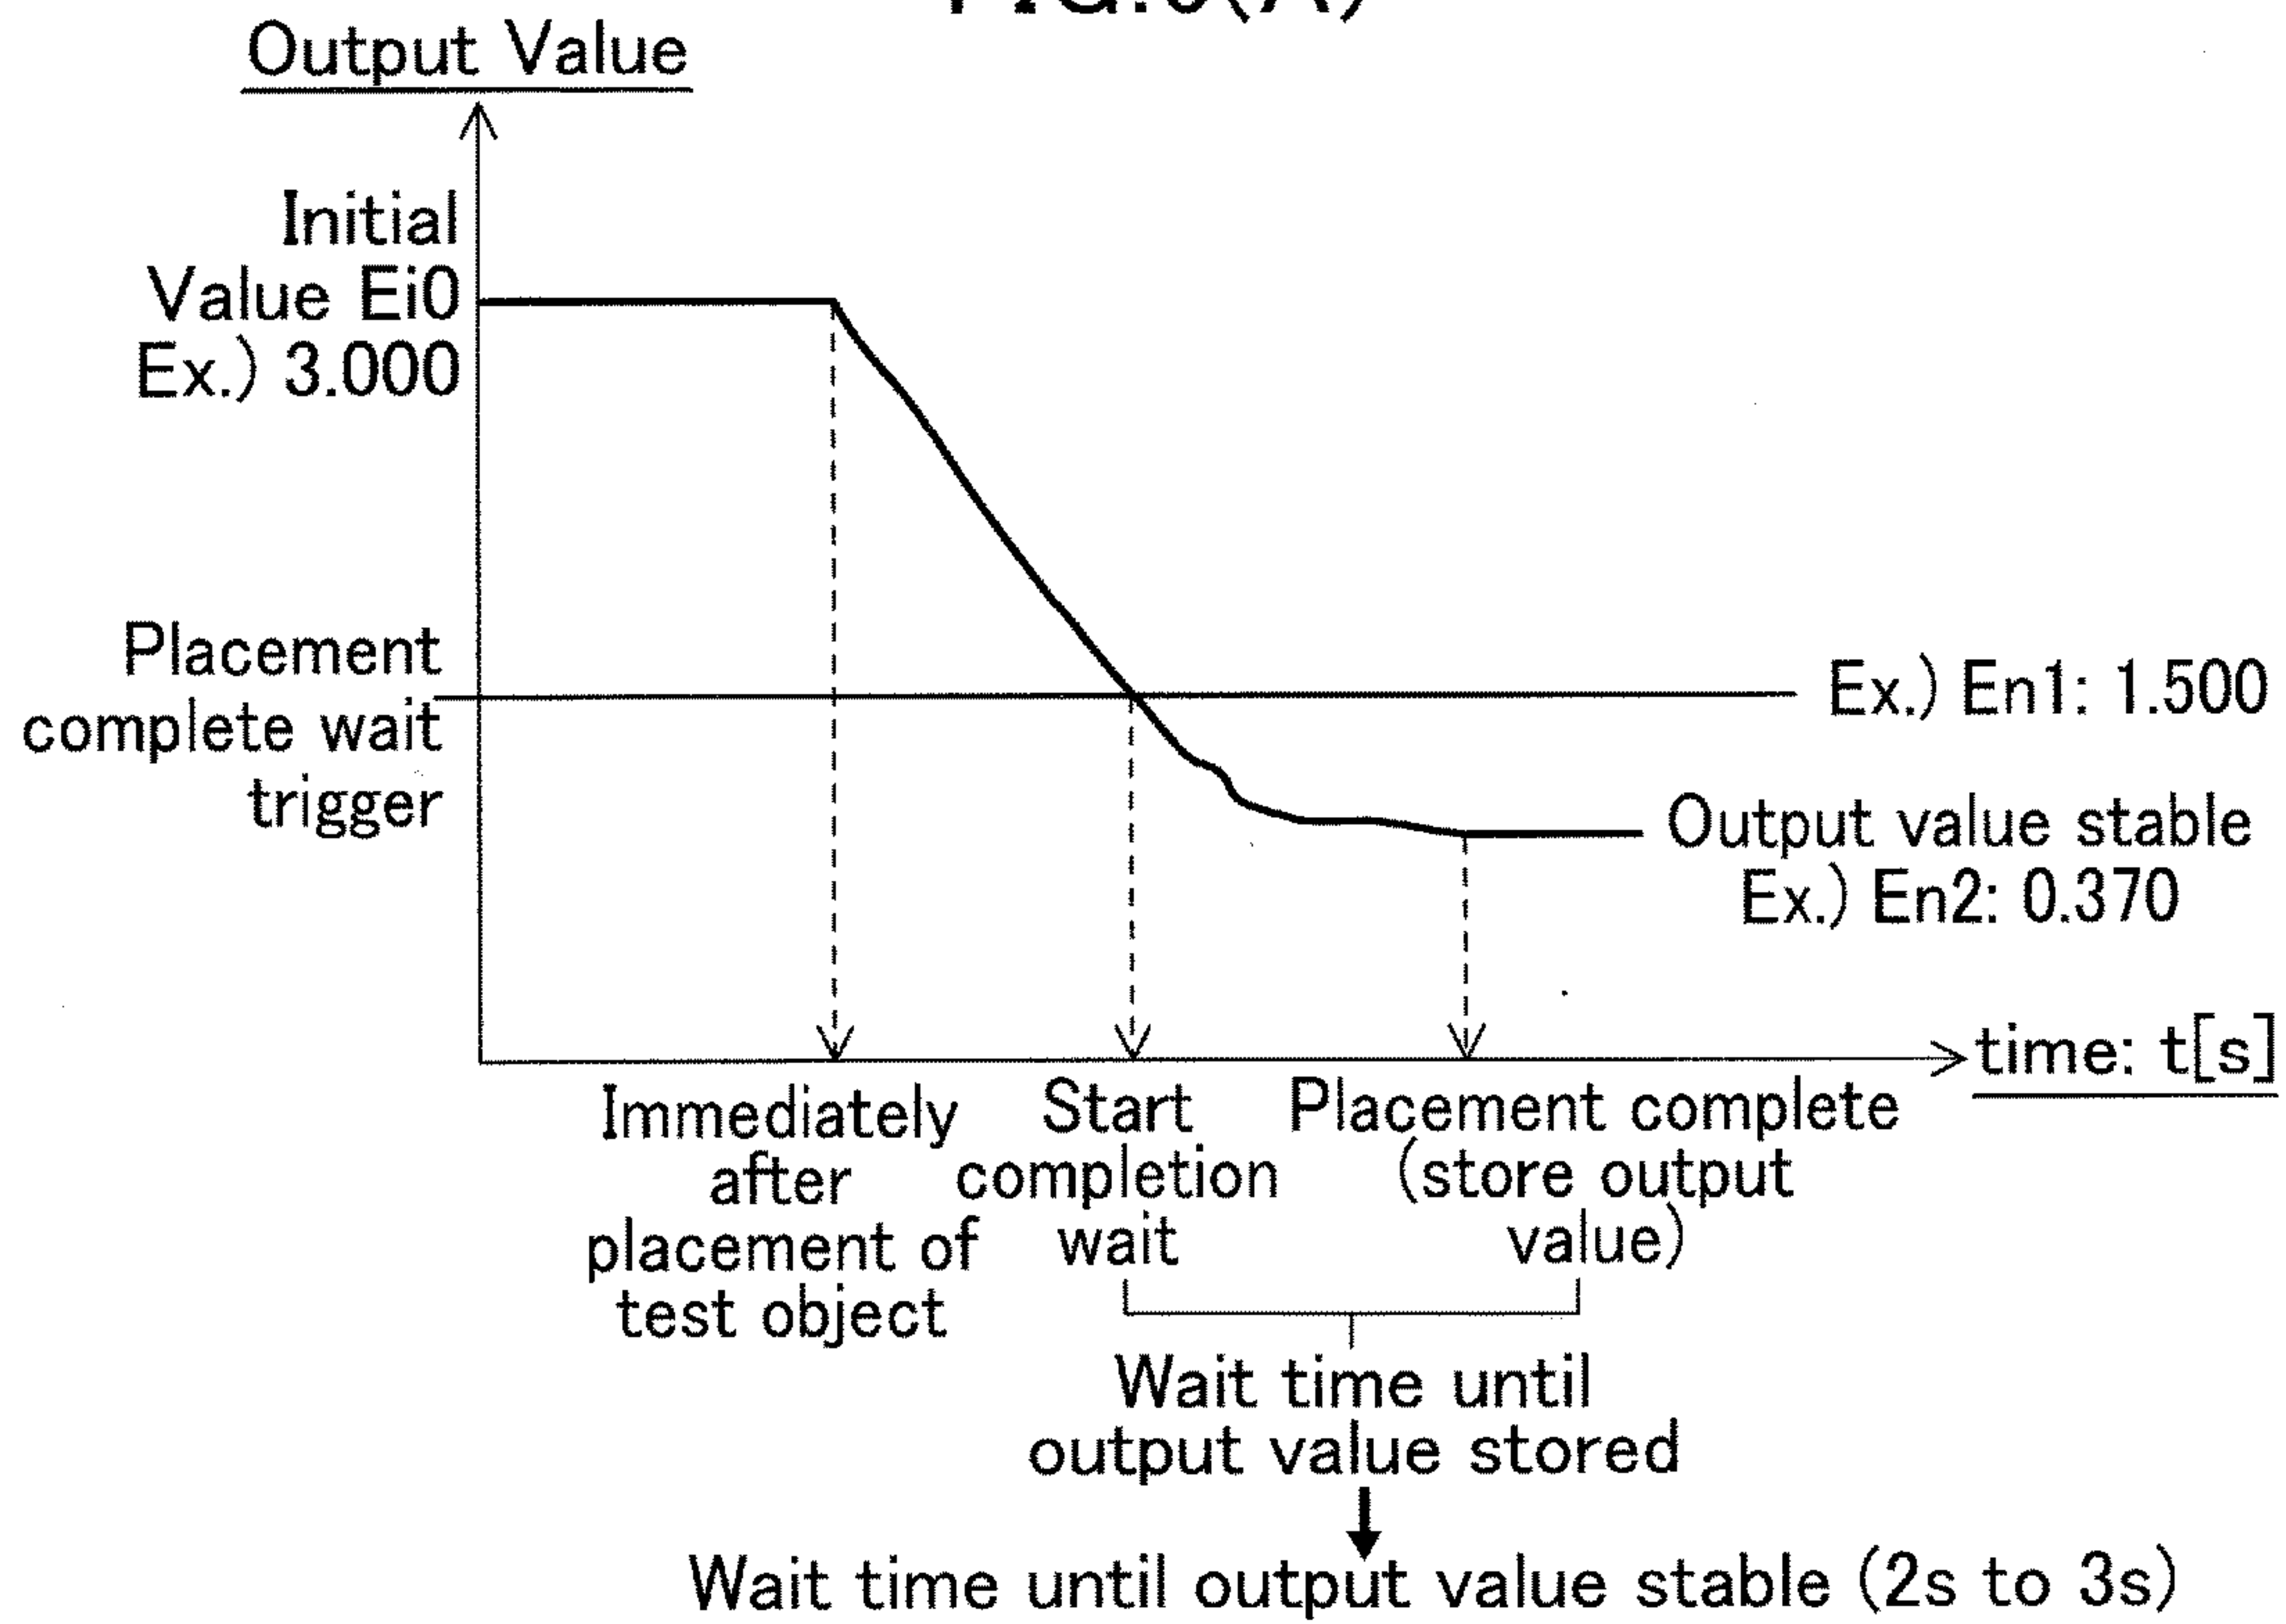 Output Value
Initial
Value Ei0
Ex.) 3.000
Placement
complete wait
trigger
Ex.) En1: 1.500
Output value stable
Ex.) En2: 0.370
time: t[s]
Immediately
after
placement of
test object
Start
completion
wait
Placement complete
(store output
value)
Wait time until
output value stored
Wait time until output value stable (2s to 3s)